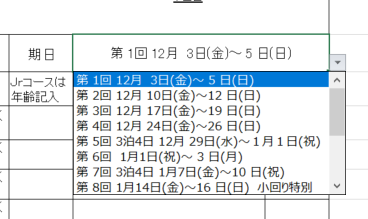 期日
第 1回 12月  3日(金)～ 5 日(日)
Jrコースは
年齢記入
第 1回 12月  3日(金)～ 5 日(日)
第 2回 12月 10日(金)～12 日(日)
第 3回 12月 17日(金)～19 日(日)
第 4回 12月 24日(金)～26 日(日)
第 5回 3泊4日 12月 29日(水)～１月１日(祝)
第 6回  1月1日(祝)～ 3 日(月)
第 7回 3泊4日 1月7日(金)～10 日(祝)
第 8回 1月14日(金)～16 日(日)  小回り特別